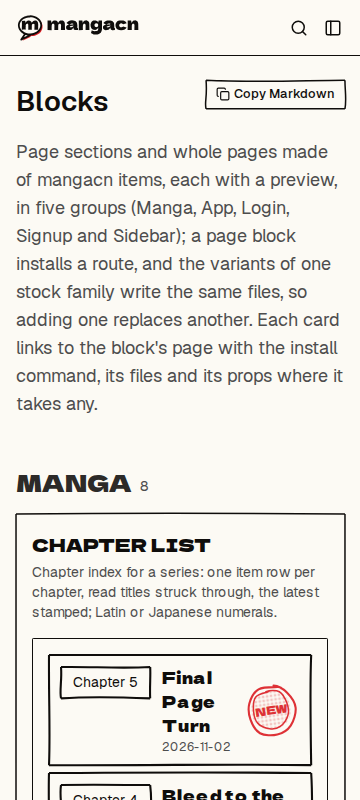 mangacn
Blocks
Copy Markdown
Page sections and whole pages made
of mangacn items, each with a preview,
in five groups (Manga, App, Login,
Signup and Sidebar); a page block
installs a route, and the variants of one
stock family write the same files, so
adding one replaces another. Each card
links to the block's page with the install
command, its files and its props where it
takes any.
MANGA 8
CHAPTER LIST
Chapter index for a series: one item row per
chapter, read titles struck through, the latest
stamped; Latin or Japanese numerals.
Chapter 5
Final
Page
Turn
2026-11-02
NEW
Chapter 4
Bleed to the